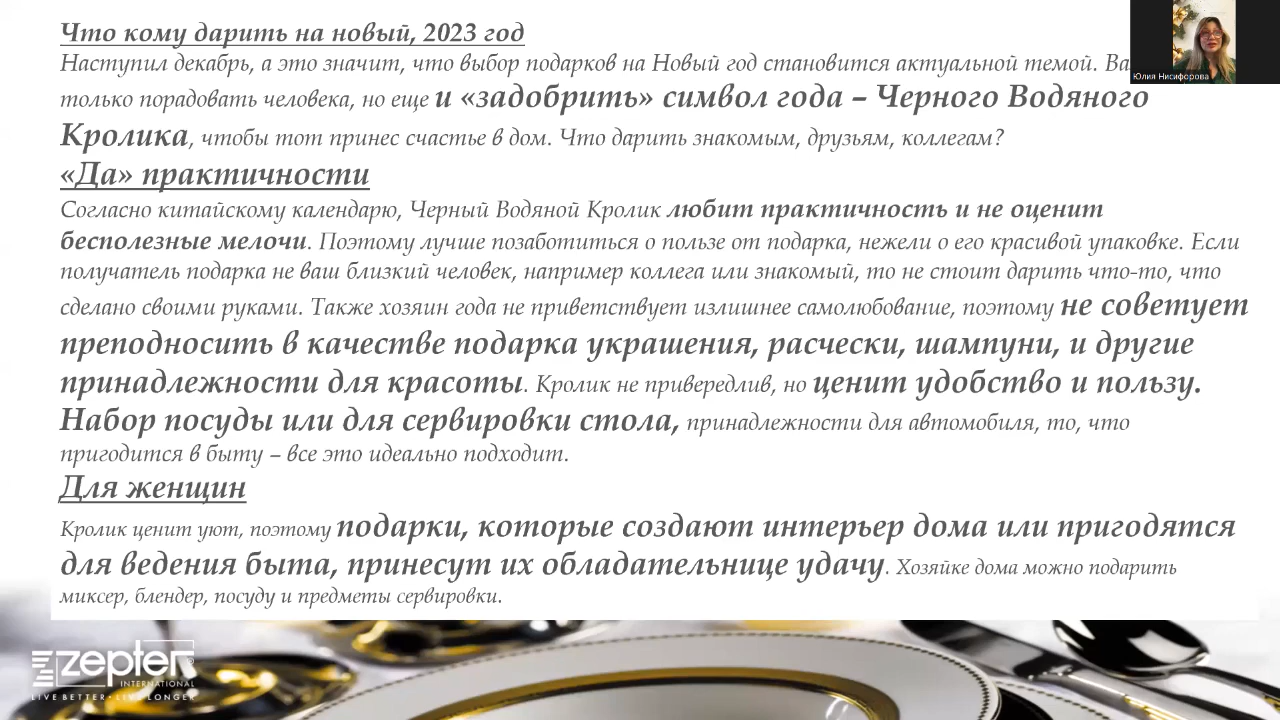 Что кому дарить на новый, 2023 год
Наступил декабрь, а это значит, что выбор подарков на Новый год становится актуальной темой.
только порадовать человека, но еще и «задобрить» символ года – Черного Водяного
Кролика, чтобы тот принес счастье в дом. Что дарить знакомым, друзьям, коллегам?
«Да» практичности
Согласно китайскому календарю, Черный Водяной Кролик любит практичность и не оценит
бесполезные мелочи. Поэтому лучше позаботиться о пользе от подарка, нежели о его красивой упаковке. Если
получатель подарка не ваш близкий человек, например коллега или знакомый, то не стоит дарить что-то, что
сделано своими руками. Также хозяин года не приветствует излишнее самолюбование, поэтому не советует
преподносить в качестве подарка украшения, расчески, шампуни, и другие
принадлежности для красоты. Кролик не привередлив, но ценит удобство и пользу.
Набор посуды или для сервировки стола, принадлежности для автомобиля, то, что
пригодится в быту – все это идеально подходит.
Для женщин
Кролик ценит уют, поэтому подарки, которые создают интерьер дома или пригодятся
для ведения быта, принесут их обладательнице удачу. Хозяйке дома можно подарить
миксер, блендер, посуду и предметы сервировки.
Юлия Нисифорова
zepter
INTERNATIONAL
LIVE BETTER • LIVE LONGER